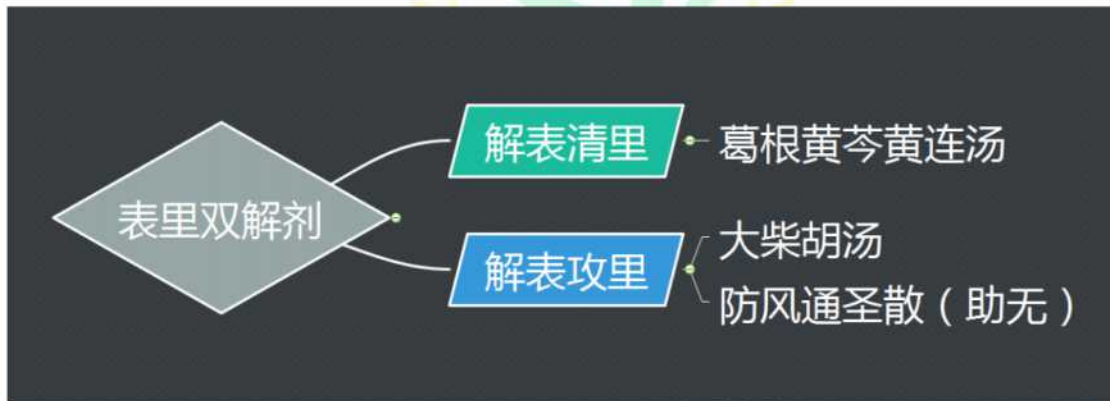 表里双解剂
解表清里
葛根黄芩黄连汤
解表攻里
大柴胡汤
防风通圣散（助无）